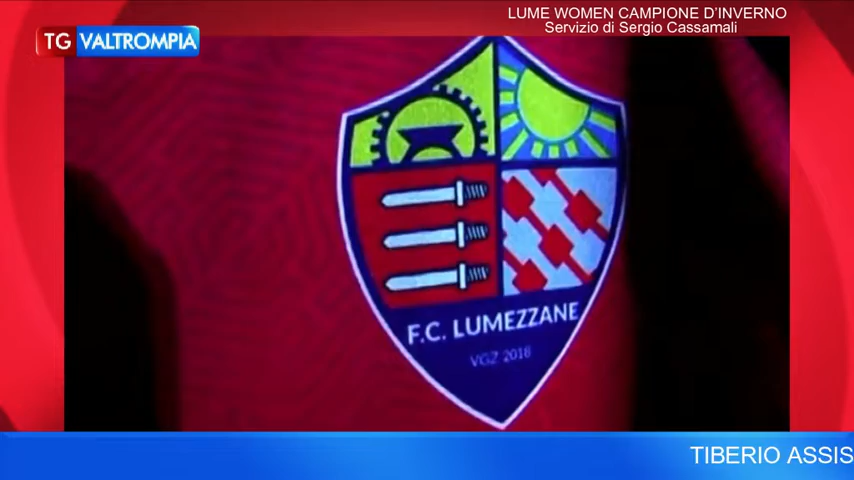 TG VALTROMPIA
LUME WOMEN CAMPIONE D'INVERNO
Servizio di Sergio Cassamali
F.C. LUMEZZANE
VGZ 2018
TIBERIO ASSIS